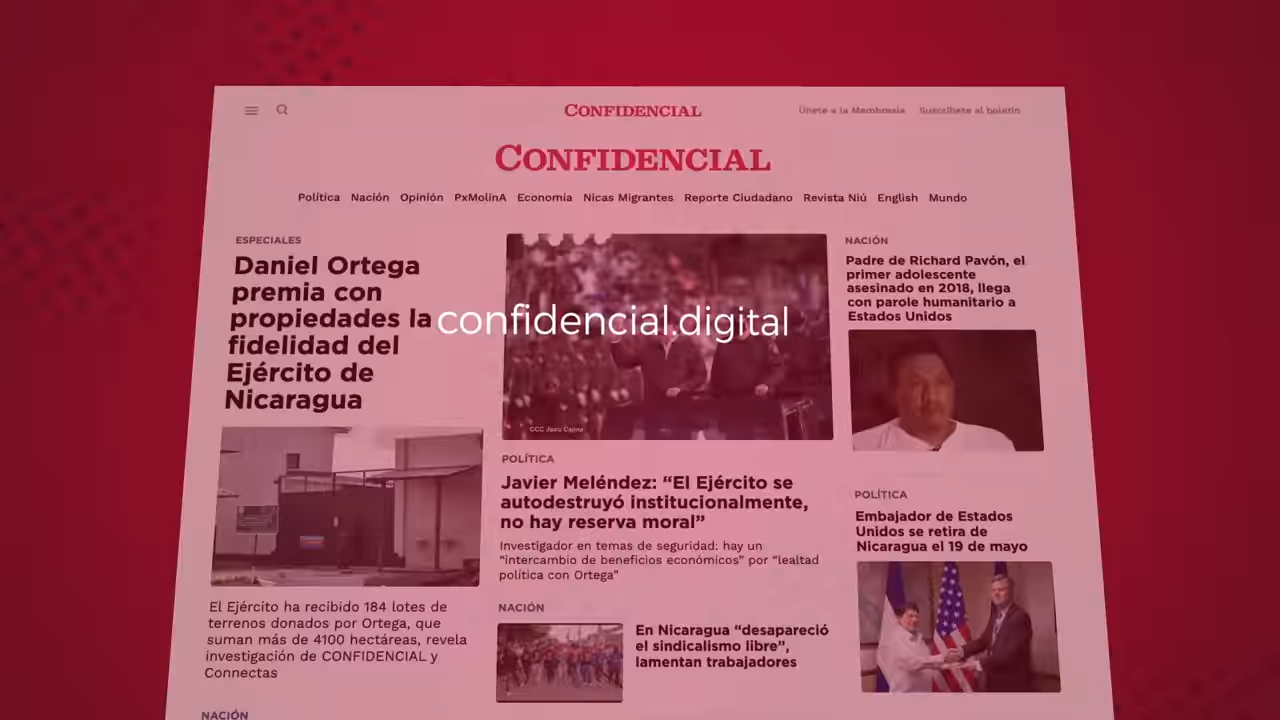 CONFIDENCIAL
Únete a la Membresía
Suscríbete al boletín
CONFIDENCIAL
Política Nación Opinión PxMolinA Economía Nicas Migrantes Reporte Ciudadano Revista Niú English Mundo
ESPECIALES
Daniel Ortega
premia con
propiedades la
fidelidad del
Ejército de
Nicaragua
El Ejército ha recibido 184 lotes de
terrenos donados por Ortega, que
suman más de 4100 hectáreas, revela
investigación de CONFIDENCIAL y
Connectas
NACIÓN
confidencial.digital
CCC Jairo Cajina
POLÍTICA
Javier Meléndez: “El Ejército se
autodestruyó institucionalmente,
no hay reserva moral”
Investigador en temas de seguridad: hay un
“intercambio de beneficios económicos” por “lealtad
política con Ortega”
NACIÓN
En Nicaragua “desapareció
el sindicalismo libre”,
lamentan trabajadores
NACIÓN
Padre de Richard Pavón, el
primer adolescente
asesinado en 2018, llega
con parole humanitario a
Estados Unidos
POLÍTICA
Embajador de Estados
Unidos se retira de
Nicaragua el 19 de mayo